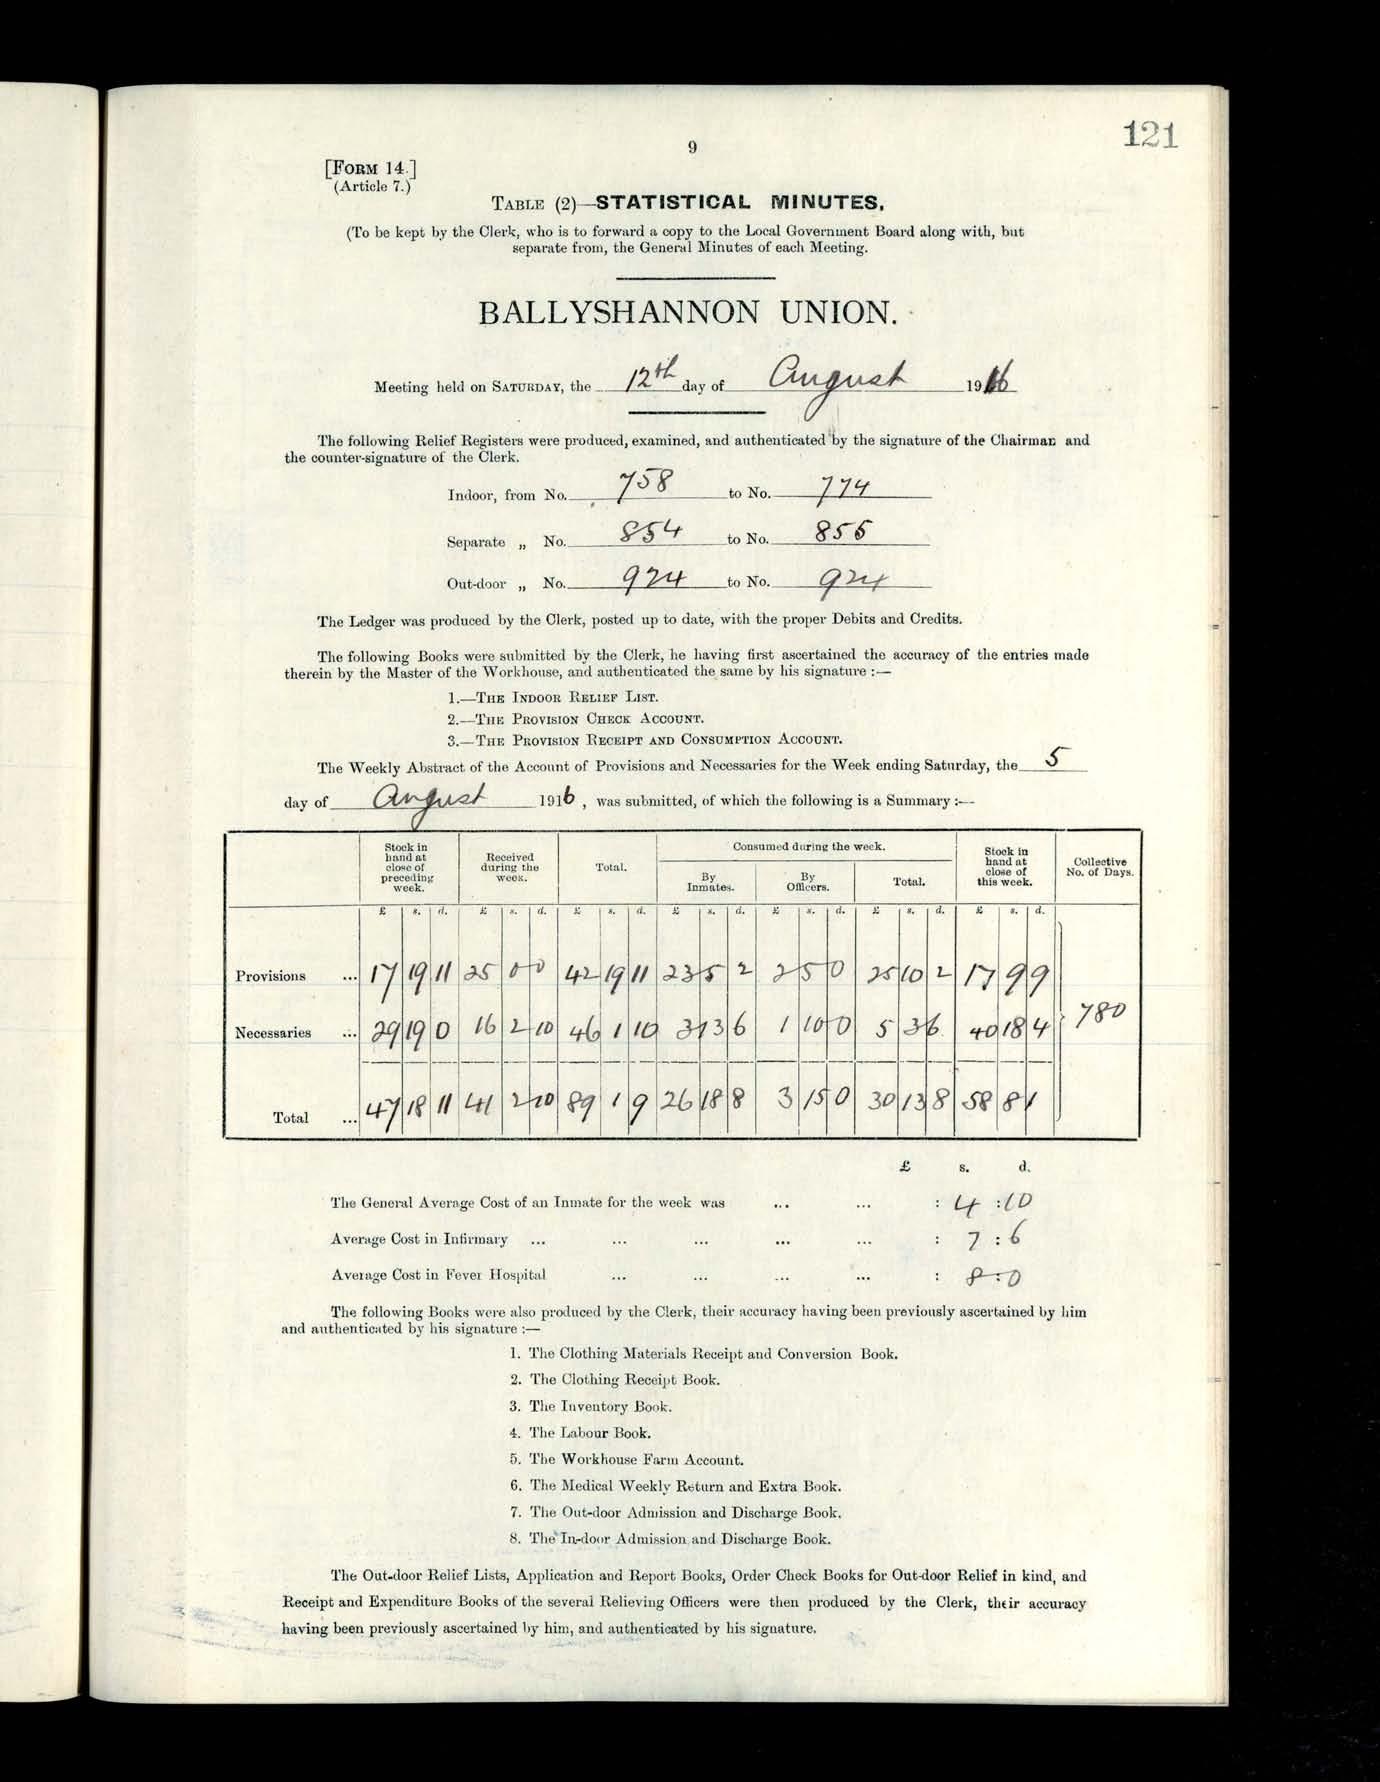 121
9
[FORM 14.]
(Article 7.)
TABLE (2)—STATISTICAL MINUTES.
(To be kept by the Clerk, who is to forward a copy to the Local Government Board along with, but
separate from, the General Minutes of each Meeting.
BALLYSHANNON UNION.
Meeting held on SATURDAY, the 12th day of August 1916
The following Relief Registers were produced, examined, and authenticated by the signature of the Chairman and
the counter-signature of the Clerk.
Indoor, from No. 758 to No. 774
Separate „ No. 854 to No. 855
Out-door „ No. 924 to No. 924
The Ledger was produced by the Clerk, posted up to date, with the proper Debits and Credits.
The following Books were submitted by the Clerk, he having first ascertained the accuracy of the entries made
therein by the Master of the Workhouse, and authenticated the same by his signature :—
1.—THE INDOOR RELIEF LIST.
2.—THE PROVISION CHECK ACCOUNT.
3.—THE PROVISION RECEIPT AND CONSUMPTION ACCOUNT.
The Weekly Abstract of the Account of Provisions and Necessaries for the Week ending Saturday, the 5
day of August 1916 , was submitted, of which the following is a Summary :—
Stock in hand at close of preceding week. Received during the week. Total. Consumed during the week. Stock in hand at close of this week. Collective No. of Days.
By Inmates. By Officers. Total.
£ s. d. £ s. d. £ s. d. £ s. d. £ s. d. £ s. d. £ s. d.
Provisions ... 17 19 11 25 0 0 42 19 11 23 5 2 2 5 0 25 10 2 17 9 9
Necessaries ... 29 19 0 16 2 10 46 1 10 3 13 6 1 10 0 5 3 6 40 18 4 780
Total ... 47 18 11 41 2 10 89 1 9 26 18 8 3 15 0 30 13 8 58 8 1
£ s. d.
The General Average Cost of an Inmate for the week was ... ... : 4 : 10
Average Cost in Infirmary ... ... ... ... ... : 7 : 6
Average Cost in Fever Hospital ... ... ... ... : 8 : 0
The following Books were also produced by the Clerk, their accuracy having been previously ascertained by him
and authenticated by his signature :—
1. The Clothing Materials Receipt and Conversion Book.
2. The Clothing Receipt Book.
3. The Inventory Book.
4. The Labour Book.
5. The Workhouse Farm Account.
6. The Medical Weekly Return and Extra Book.
7. The Out-door Admission and Discharge Book.
8. The In-door Admission and Discharge Book.
The Out-door Relief Lists, Application and Report Books, Order Check Books for Out-door Relief in kind, and
Receipt and Expenditure Books of the several Relieving Officers were then produced by the Clerk, their accuracy
having been previously ascertained by him, and authenticated by his signature.